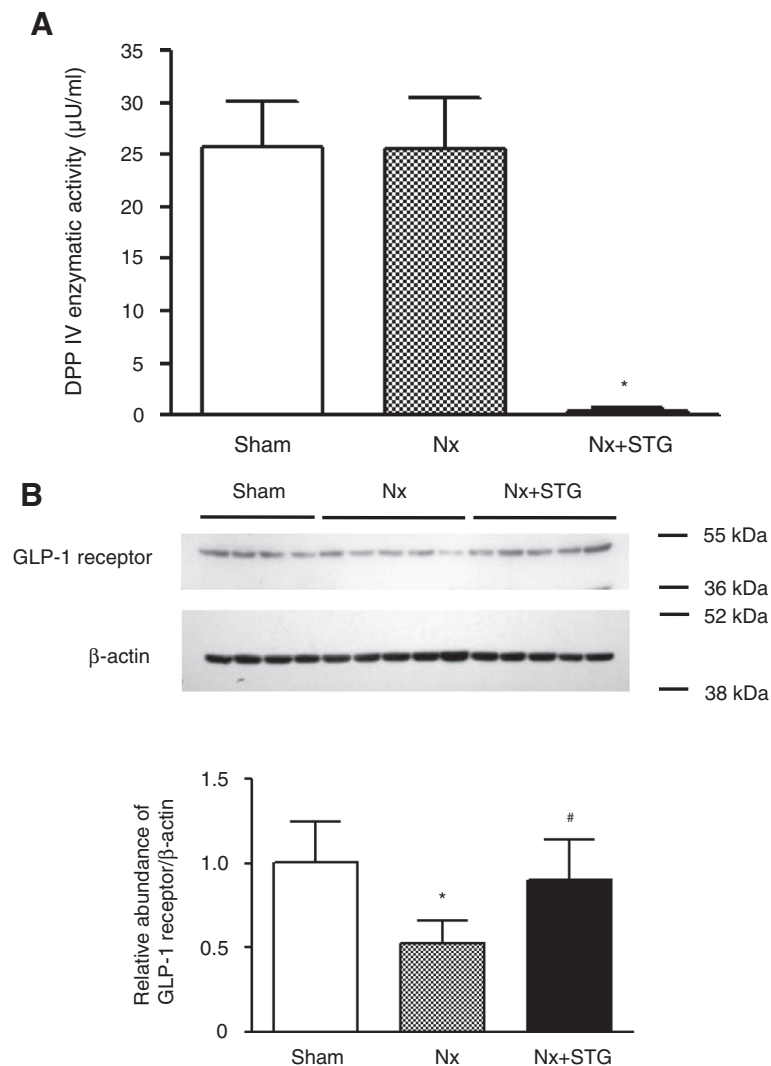 A
DPP IV enzymatic activity (µU/ml)
35
30
25
20
15
10
5
0
*
Sham Nx Nx+STG
B
Sham Nx Nx+STG
GLP-1 receptor
55 kDa
36 kDa
52 kDa
β-actin
38 kDa
Relative abundance of
GLP-1 receptor/β-actin
1.5
1.0
0.5
0
*
#
Sham Nx Nx+STG